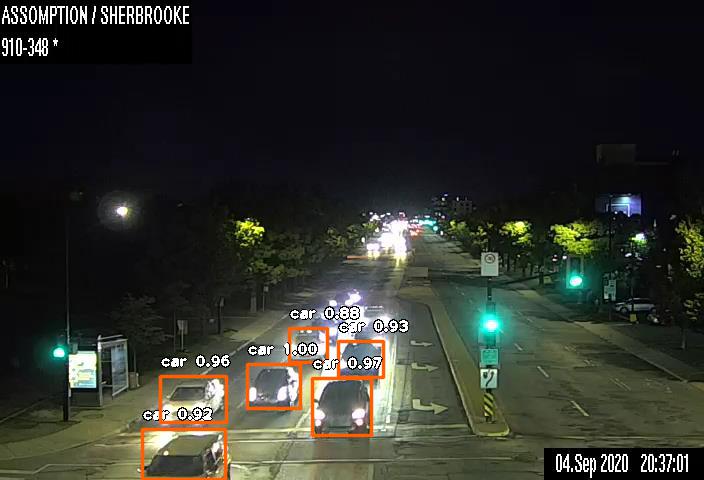 ASSOMPTION / SHERBROOKE
910-348 *
car 0.88
car 0.93
car 1.00
car 0.97
car 0.96
car 0.92
04.Sep 2020 20:37:01